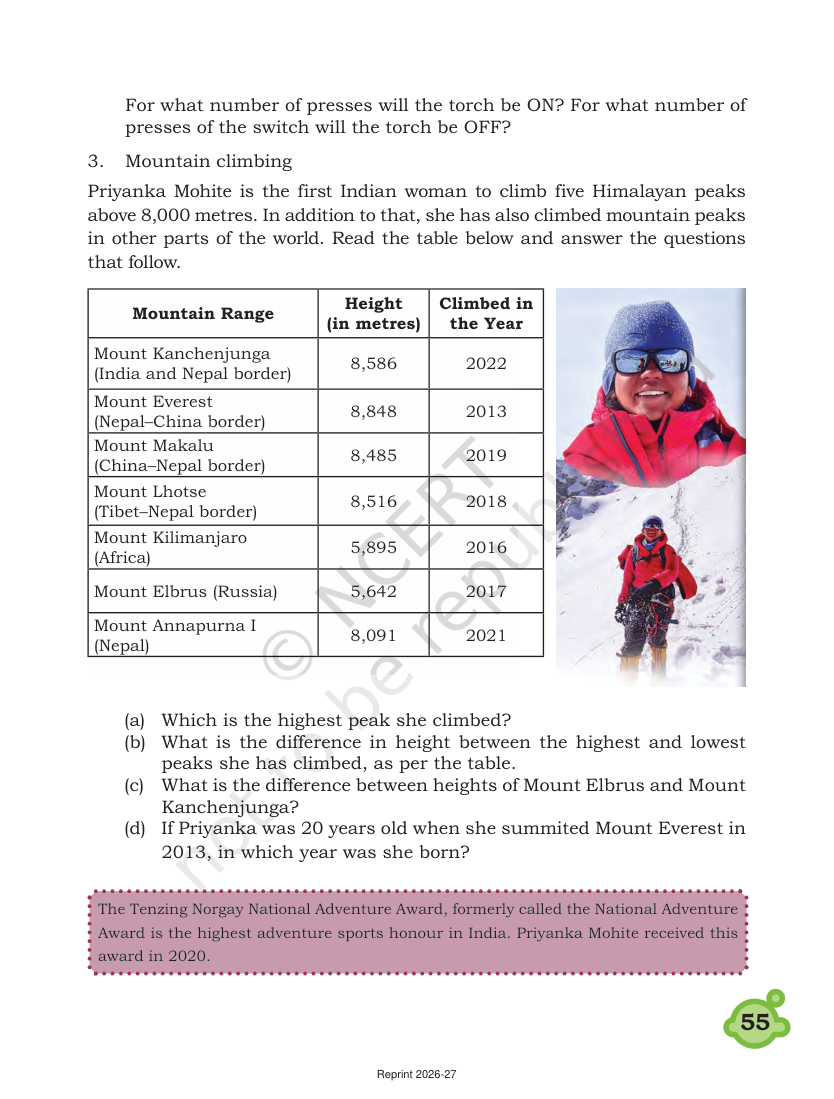 For what number of presses will the torch be ON? For what number of
presses of the switch will the torch be OFF?
3. Mountain climbing
Priyanka Mohite is the first Indian woman to climb five Himalayan peaks
above 8,000 metres. In addition to that, she has also climbed mountain peaks
in other parts of the world. Read the table below and answer the questions
that follow.
Mountain Range Height (in metres) Climbed in the Year
Mount Kanchenjunga
(India and Nepal border) 8,586 2022
Mount Everest
(Nepal–China border) 8,848 2013
Mount Makalu
(China–Nepal border) 8,485 2019
Mount Lhotse
(Tibet–Nepal border) 8,516 2018
Mount Kilimanjaro
(Africa) 5,895 2016
Mount Elbrus (Russia) 5,642 2017
Mount Annapurna I
(Nepal) 8,091 2021
(a) Which is the highest peak she climbed?
(b) What is the difference in height between the highest and lowest
peaks she has climbed, as per the table.
(c) What is the difference between heights of Mount Elbrus and Mount
Kanchenjunga?
(d) If Priyanka was 20 years old when she summited Mount Everest in
2013, in which year was she born?
The Tenzing Norgay National Adventure Award, formerly called the National Adventure
Award is the highest adventure sports honour in India. Priyanka Mohite received this
award in 2020.
55
Reprint 2026-27
© NCERT
not to be republished